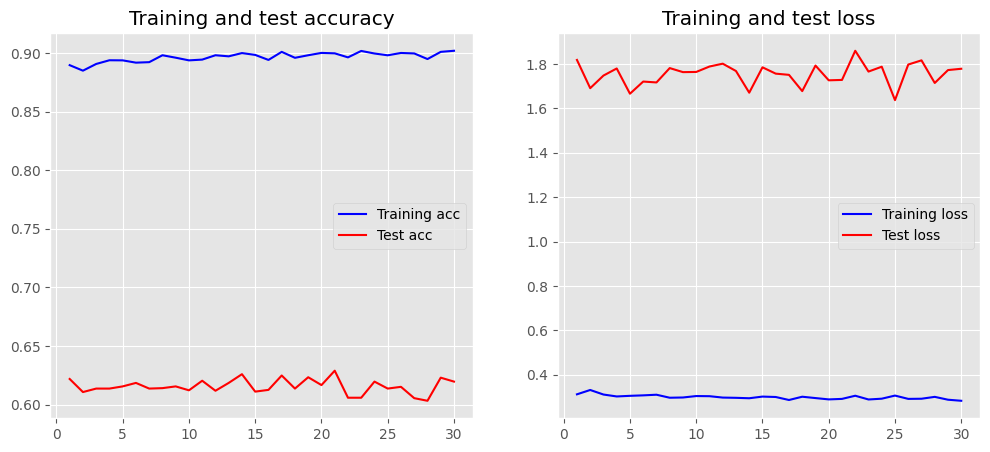 Training and test accuracy
0.90
0.85
0.80
0.75
0.70
0.65
0.60
Training acc
Test acc
0 5 10 15 20 25 30
Training and test loss
1.8
1.6
1.4
1.2
1.0
0.8
0.6
0.4
Training loss
Test loss
0 5 10 15 20 25 30